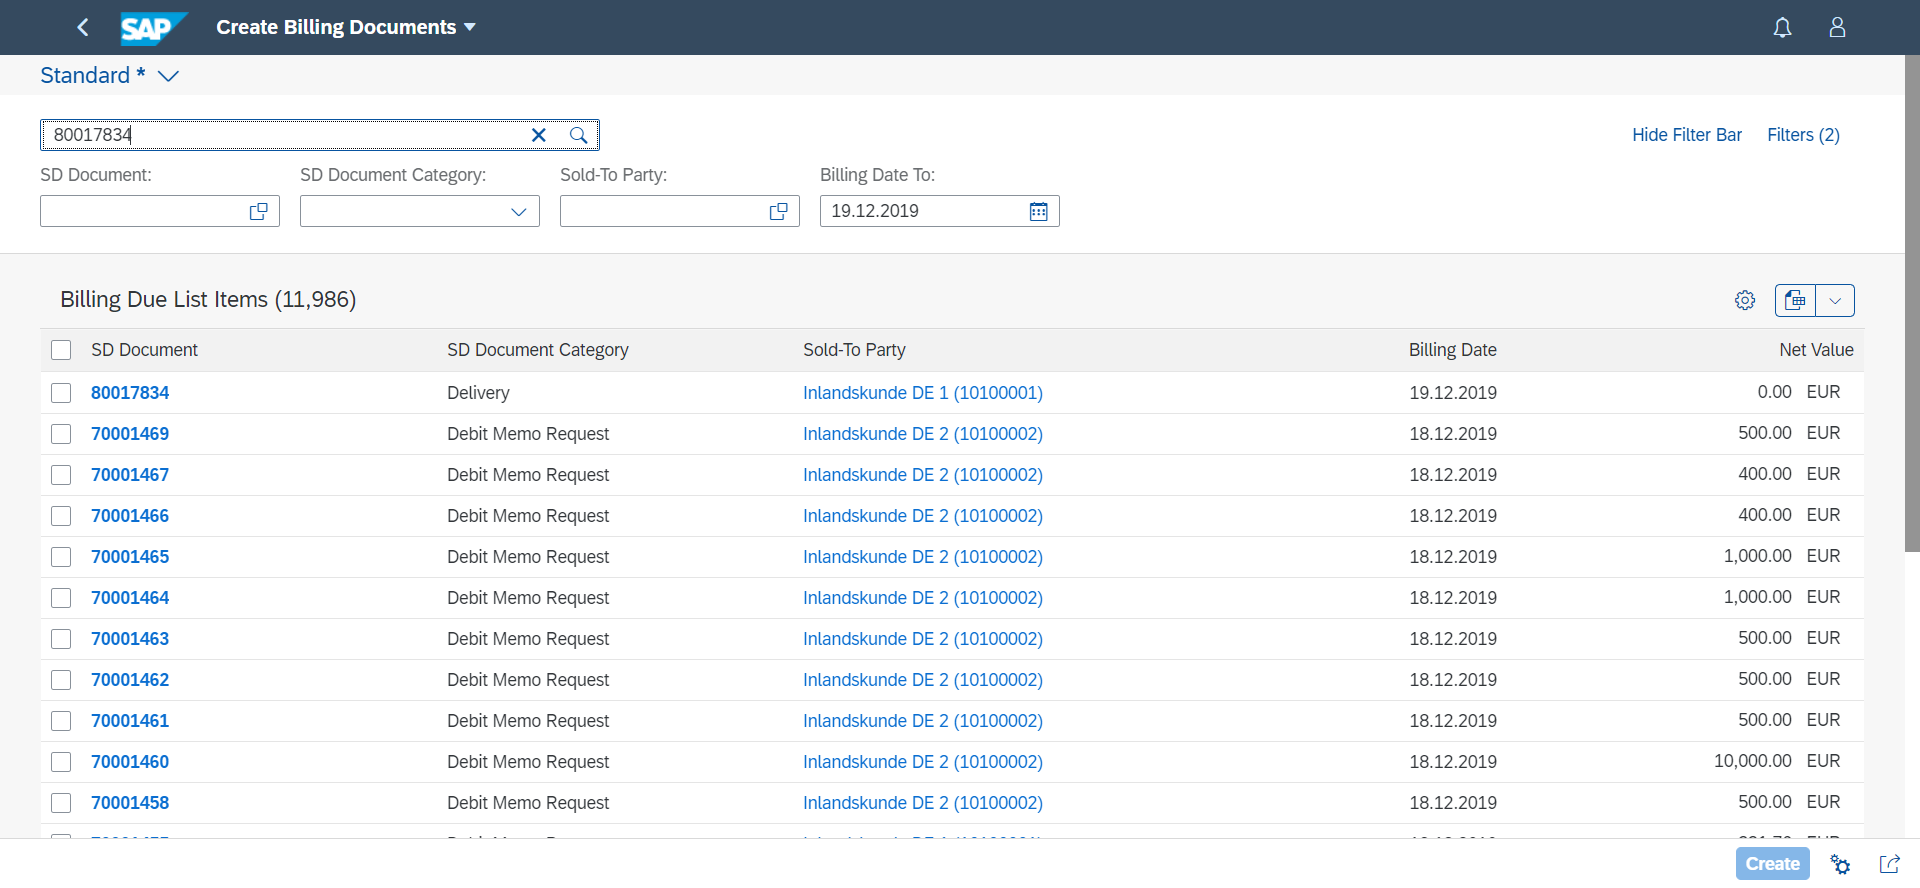 SAP Create Billing Documents
Standard *
80017834
Hide Filter Bar Filters (2)
SD Document: SD Document Category: Sold-To Party: Billing Date To:
19.12.2019
Billing Due List Items (11,986)
SD Document SD Document Category Sold-To Party Billing Date Net Value
80017834 Delivery Inlandskunde DE 1 (10100001) 19.12.2019 0.00 EUR
70001469 Debit Memo Request Inlandskunde DE 2 (10100002) 18.12.2019 500.00 EUR
70001467 Debit Memo Request Inlandskunde DE 2 (10100002) 18.12.2019 400.00 EUR
70001466 Debit Memo Request Inlandskunde DE 2 (10100002) 18.12.2019 400.00 EUR
70001465 Debit Memo Request Inlandskunde DE 2 (10100002) 18.12.2019 1,000.00 EUR
70001464 Debit Memo Request Inlandskunde DE 2 (10100002) 18.12.2019 1,000.00 EUR
70001463 Debit Memo Request Inlandskunde DE 2 (10100002) 18.12.2019 500.00 EUR
70001462 Debit Memo Request Inlandskunde DE 2 (10100002) 18.12.2019 500.00 EUR
70001461 Debit Memo Request Inlandskunde DE 2 (10100002) 18.12.2019 500.00 EUR
70001460 Debit Memo Request Inlandskunde DE 2 (10100002) 18.12.2019 10,000.00 EUR
70001458 Debit Memo Request Inlandskunde DE 2 (10100002) 18.12.2019 500.00 EUR
Create